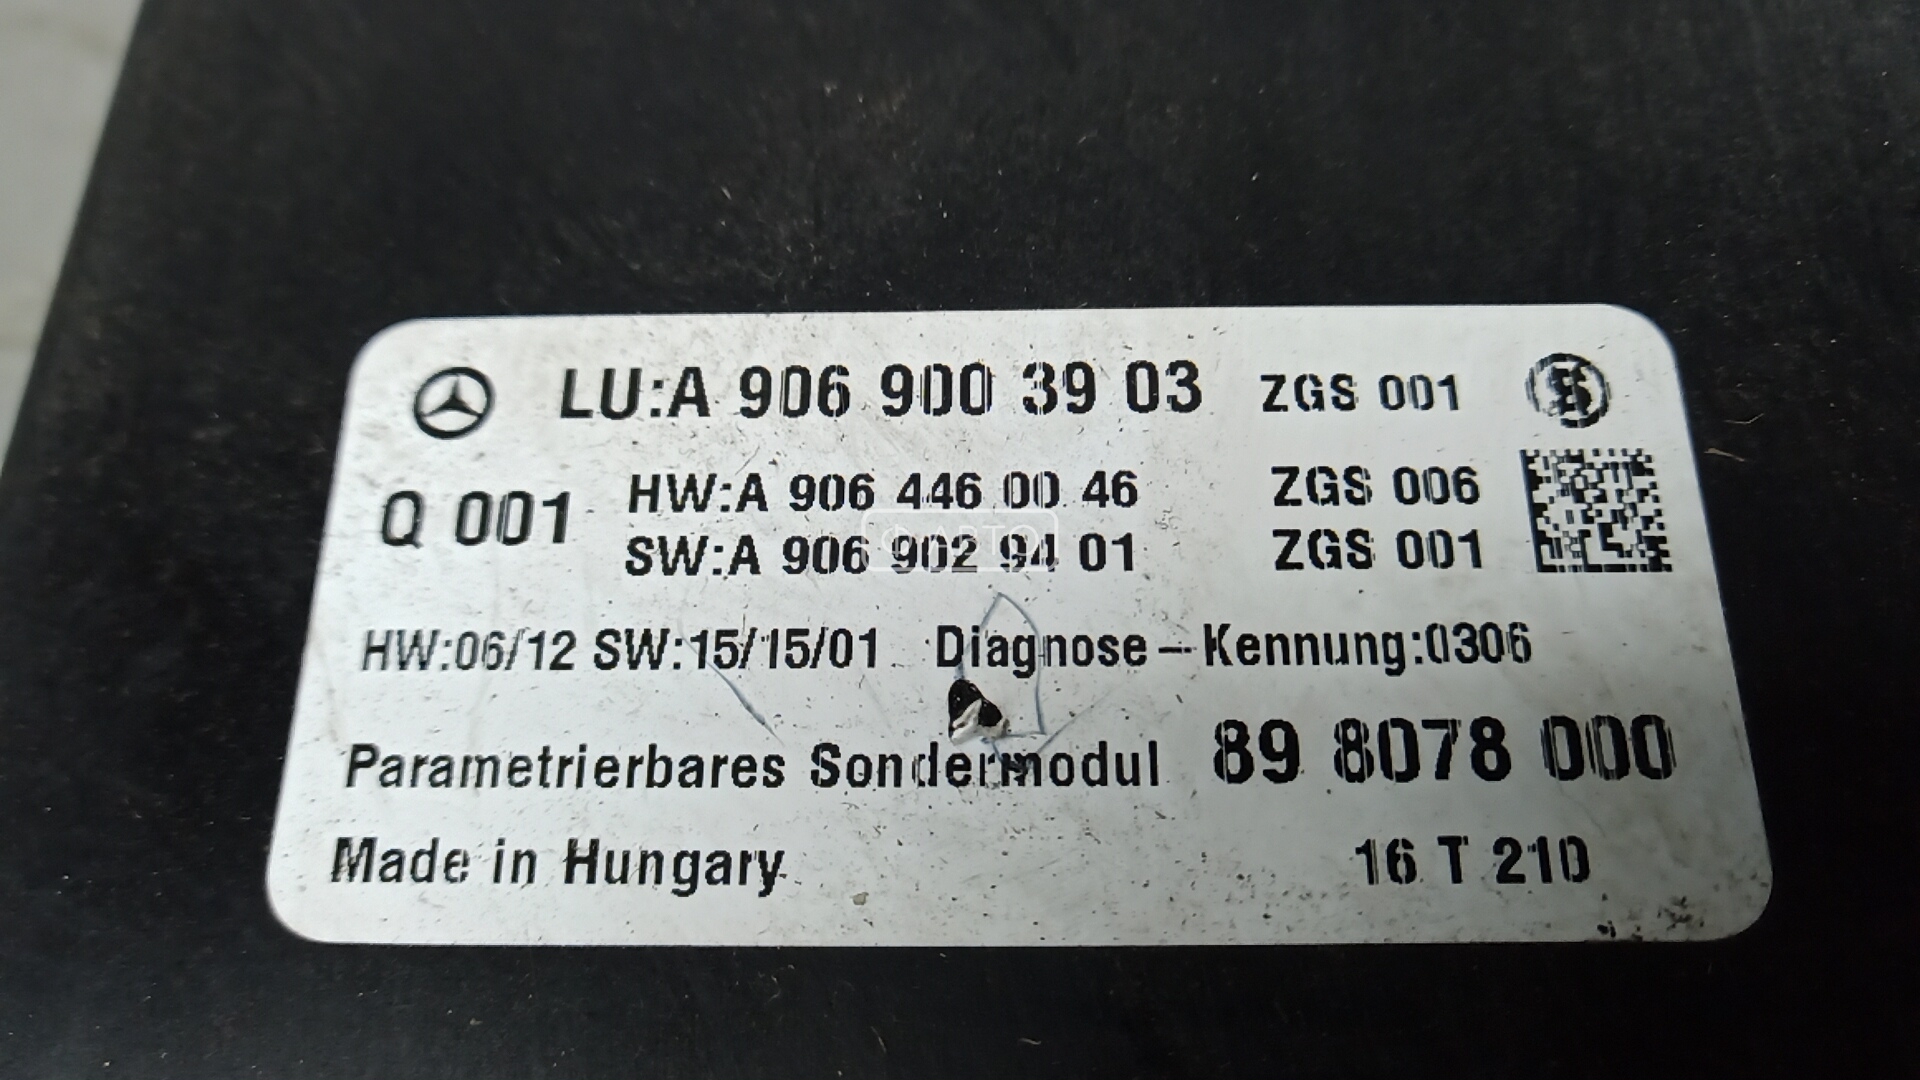 LU:A 906 900 39 03 ZGS 001
Q 001 HW:A 906 446 00 46 ZGS 006
SW:A 906 902 94 01 ZGS 001
HW:06/12 SW:15/15/01 Diagnose-Kennung:0306
Parametrierbares Sondermodul 89 8078 000
Made in Hungary 16 T 210